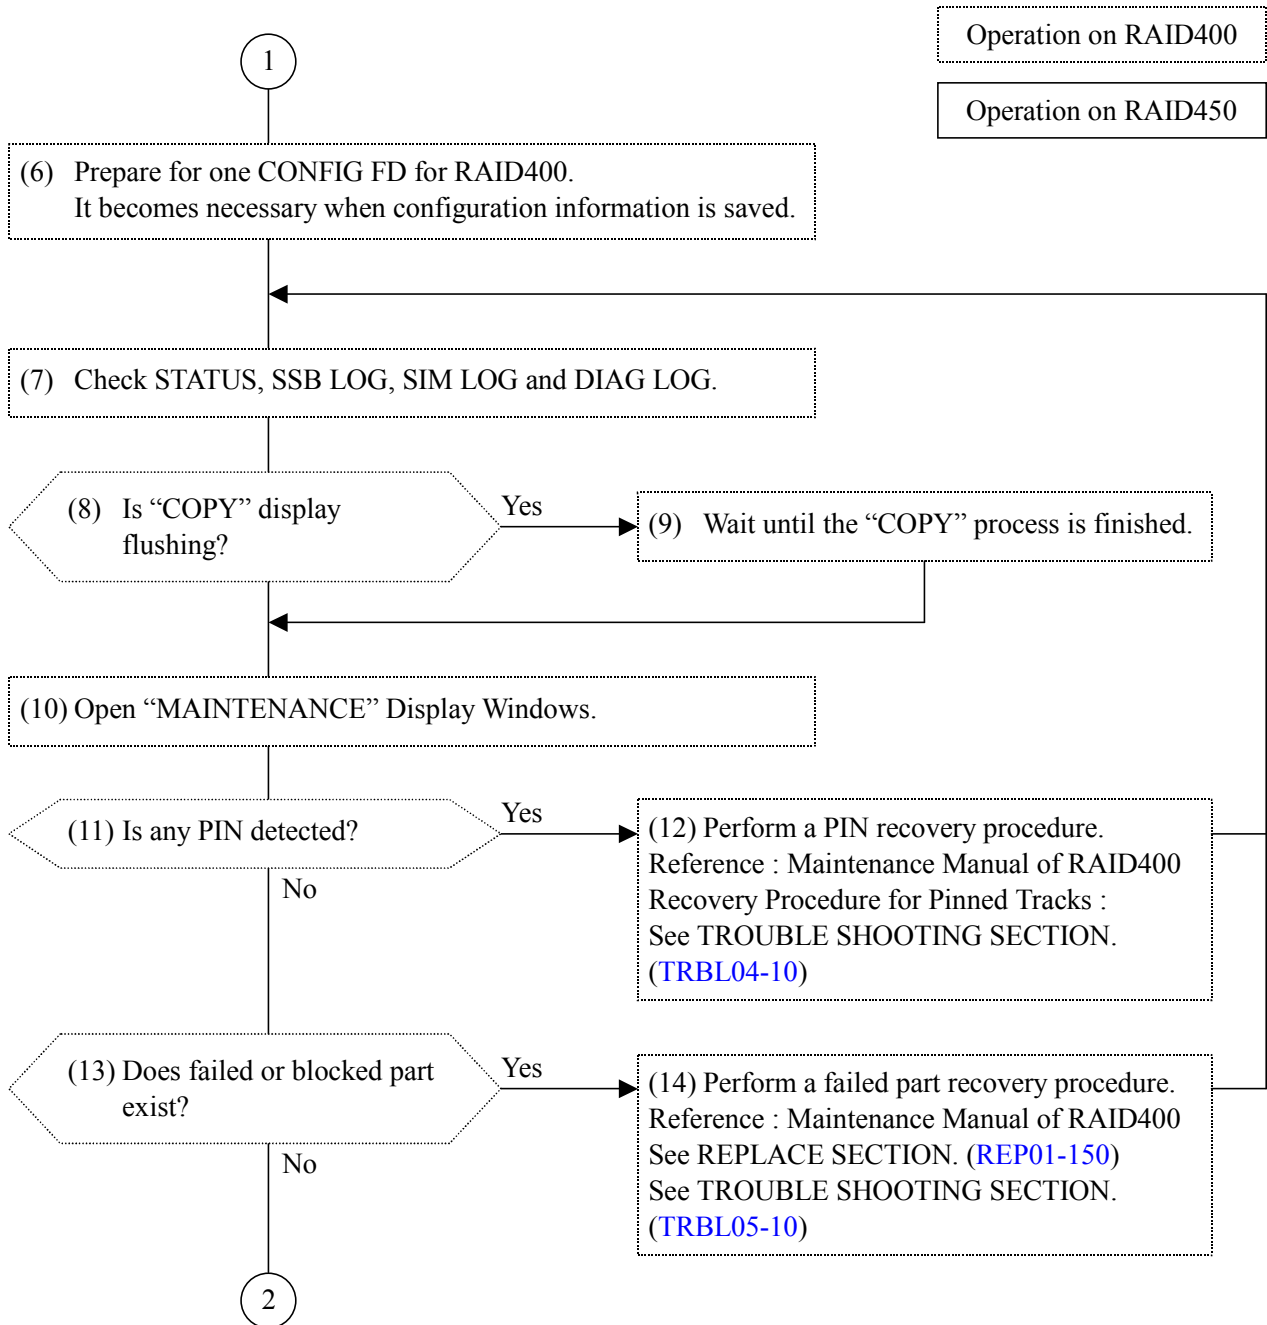 Operation on RAID400
Operation on RAID450
1
(6) Prepare for one CONFIG FD for RAID400.
It becomes necessary when configuration information is saved.
(7) Check STATUS, SSB LOG, SIM LOG and DIAG LOG.
(8) Is “COPY” display
flushing?
Yes
(9) Wait until the “COPY” process is finished.
(10) Open “MAINTENANCE” Display Windows.
(11) Is any PIN detected?
Yes
No
(12) Perform a PIN recovery procedure.
Reference : Maintenance Manual of RAID400
Recovery Procedure for Pinned Tracks :
See TROUBLE SHOOTING SECTION.
(TRBL04-10)
(13) Does failed or blocked part
exist?
Yes
No
(14) Perform a failed part recovery procedure.
Reference : Maintenance Manual of RAID400
See REPLACE SECTION. (REP01-150)
See TROUBLE SHOOTING SECTION.
(TRBL05-10)
2